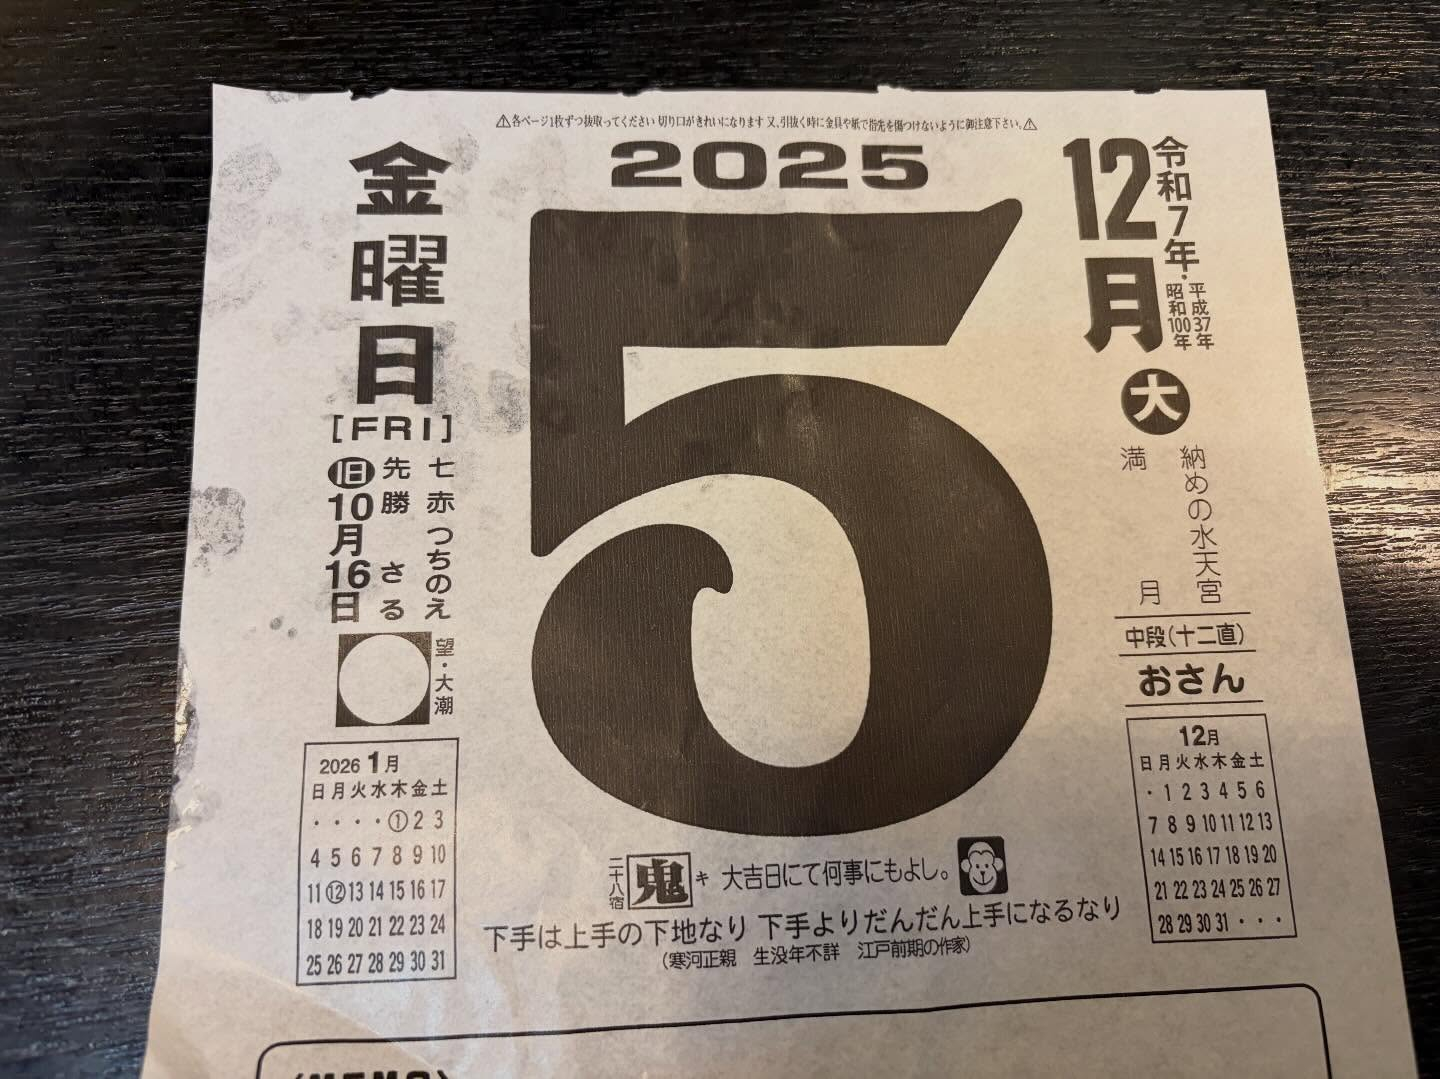 ⚠各ページ1枚ずつ抜取ってください 切り口がきれいになります 又、引抜く時に金具や紙で指先を傷つけないように御注意下さい。⚠
2025
12月
令和7年・平成37年
昭和100年
大
納めの水天宮
満月
中段(十二直)
おさん
12月
日月火水木金土
・ 1 2 3 4 5 6
7 8 9 10 11 12 13
14 15 16 17 18 19 20
21 22 23 24 25 26 27
28 29 30 31 ・ ・ ・
5
金曜日
[FRI]
七赤 つちのえ
先勝 さる
旧10月16日
望・大潮
2026 1月
日月火水木金土
・ ・ ・ ・ ① 2 3
4 5 6 7 8 9 10
11 ⑫ 13 14 15 16 17
18 19 20 21 22 23 24
25 26 27 28 29 30 31
二十八宿 鬼 キ 大吉日にて何事にもよし。
下手は上手の下地なり 下手よりだんだん上手になるなり
(寒河正親 生没年不詳 江戸前期の作家)
〈MEMO〉